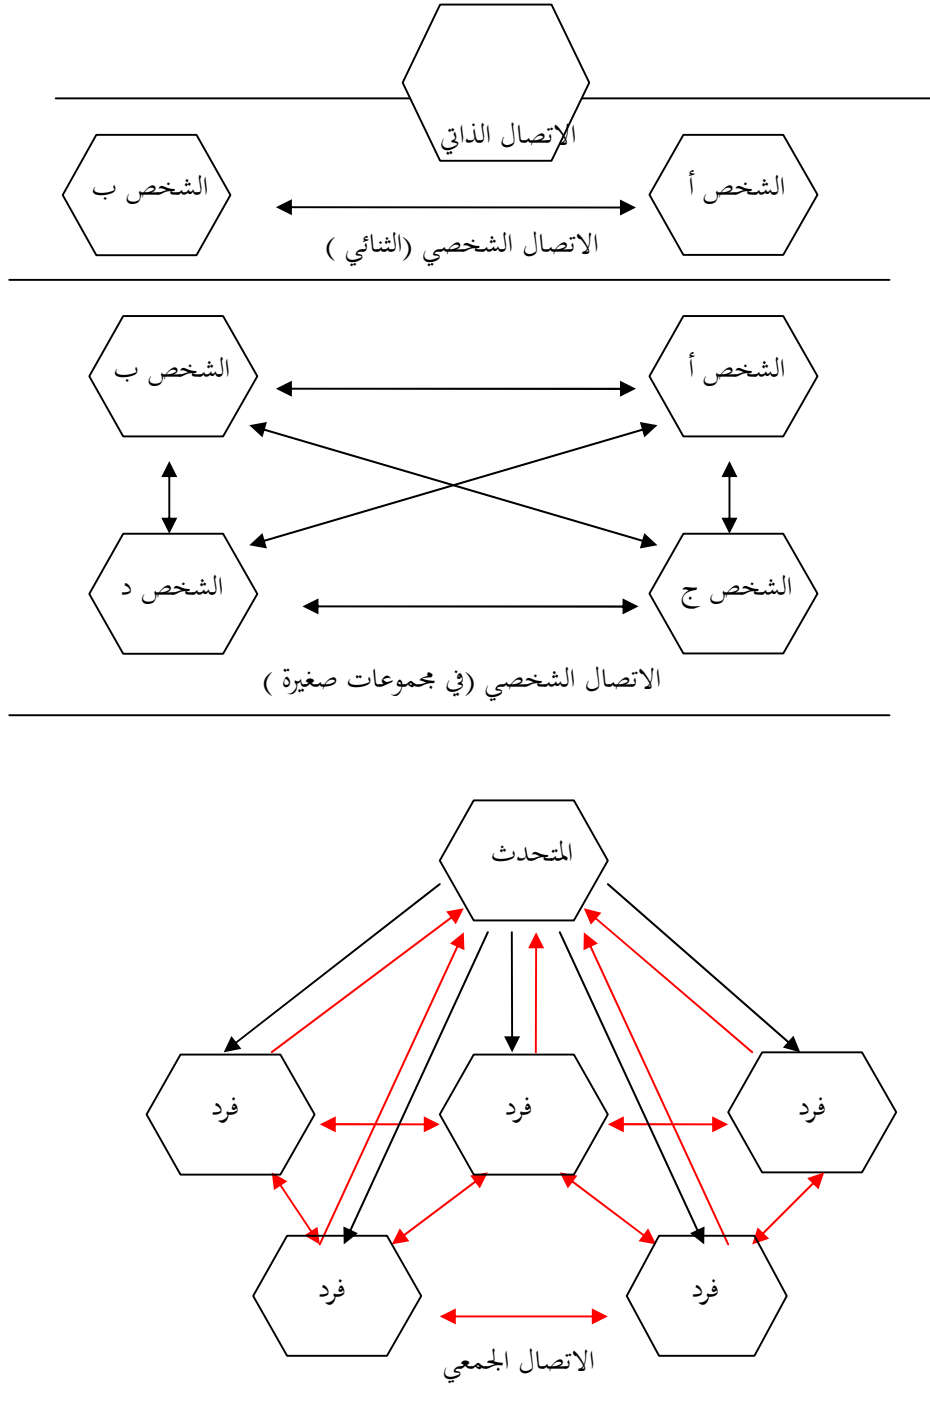 الاتصال الذاتي
الشخص أ
الشخص ب
الاتصال الشخصي (الثنائي )
الشخص أ
الشخص ب
الشخص ج
الشخص د
الاتصال الشخصي (في مجموعات صغيرة )
المتحدث
فرد
فرد
فرد
فرد
فرد
الاتصال الجمعي